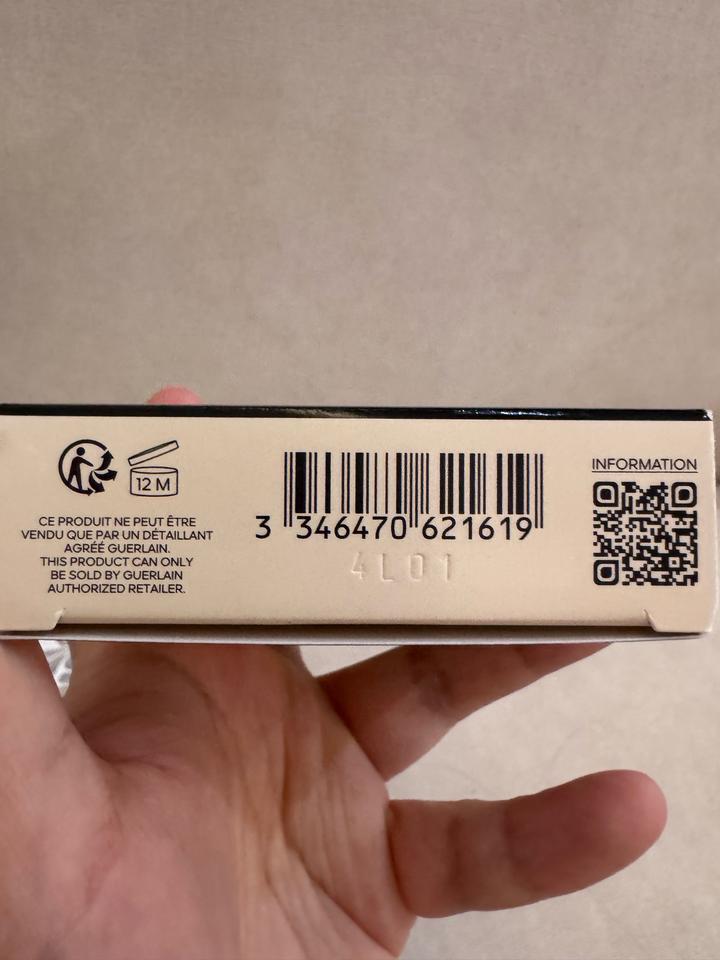 12 M
CE PRODUIT NE PEUT ÊTRE
VENDU QUE PAR UN DÉTAILLANT
AGRÉÉ GUERLAIN.
THIS PRODUCT CAN ONLY
BE SOLD BY GUERLAIN
AUTHORIZED RETAILER.
3 346470 621619
4L01
INFORMATION